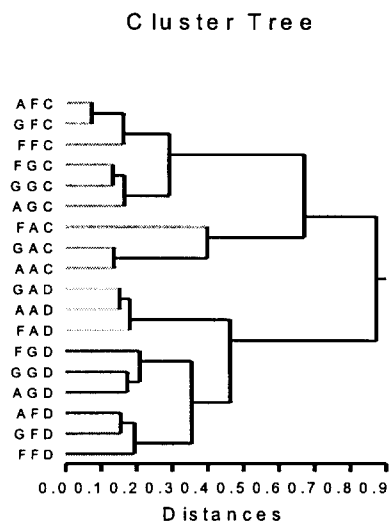 Cluster Tree
AFC
GFC
FFC
FGC
GGC
AGC
FAC
GAC
AAC
GAD
AAD
FAD
FGD
GGD
AGD
AFD
GFD
FFD
0.0 0.1 0.2 0.3 0.4 0.5 0.6 0.7 0.8 0.9
Distances